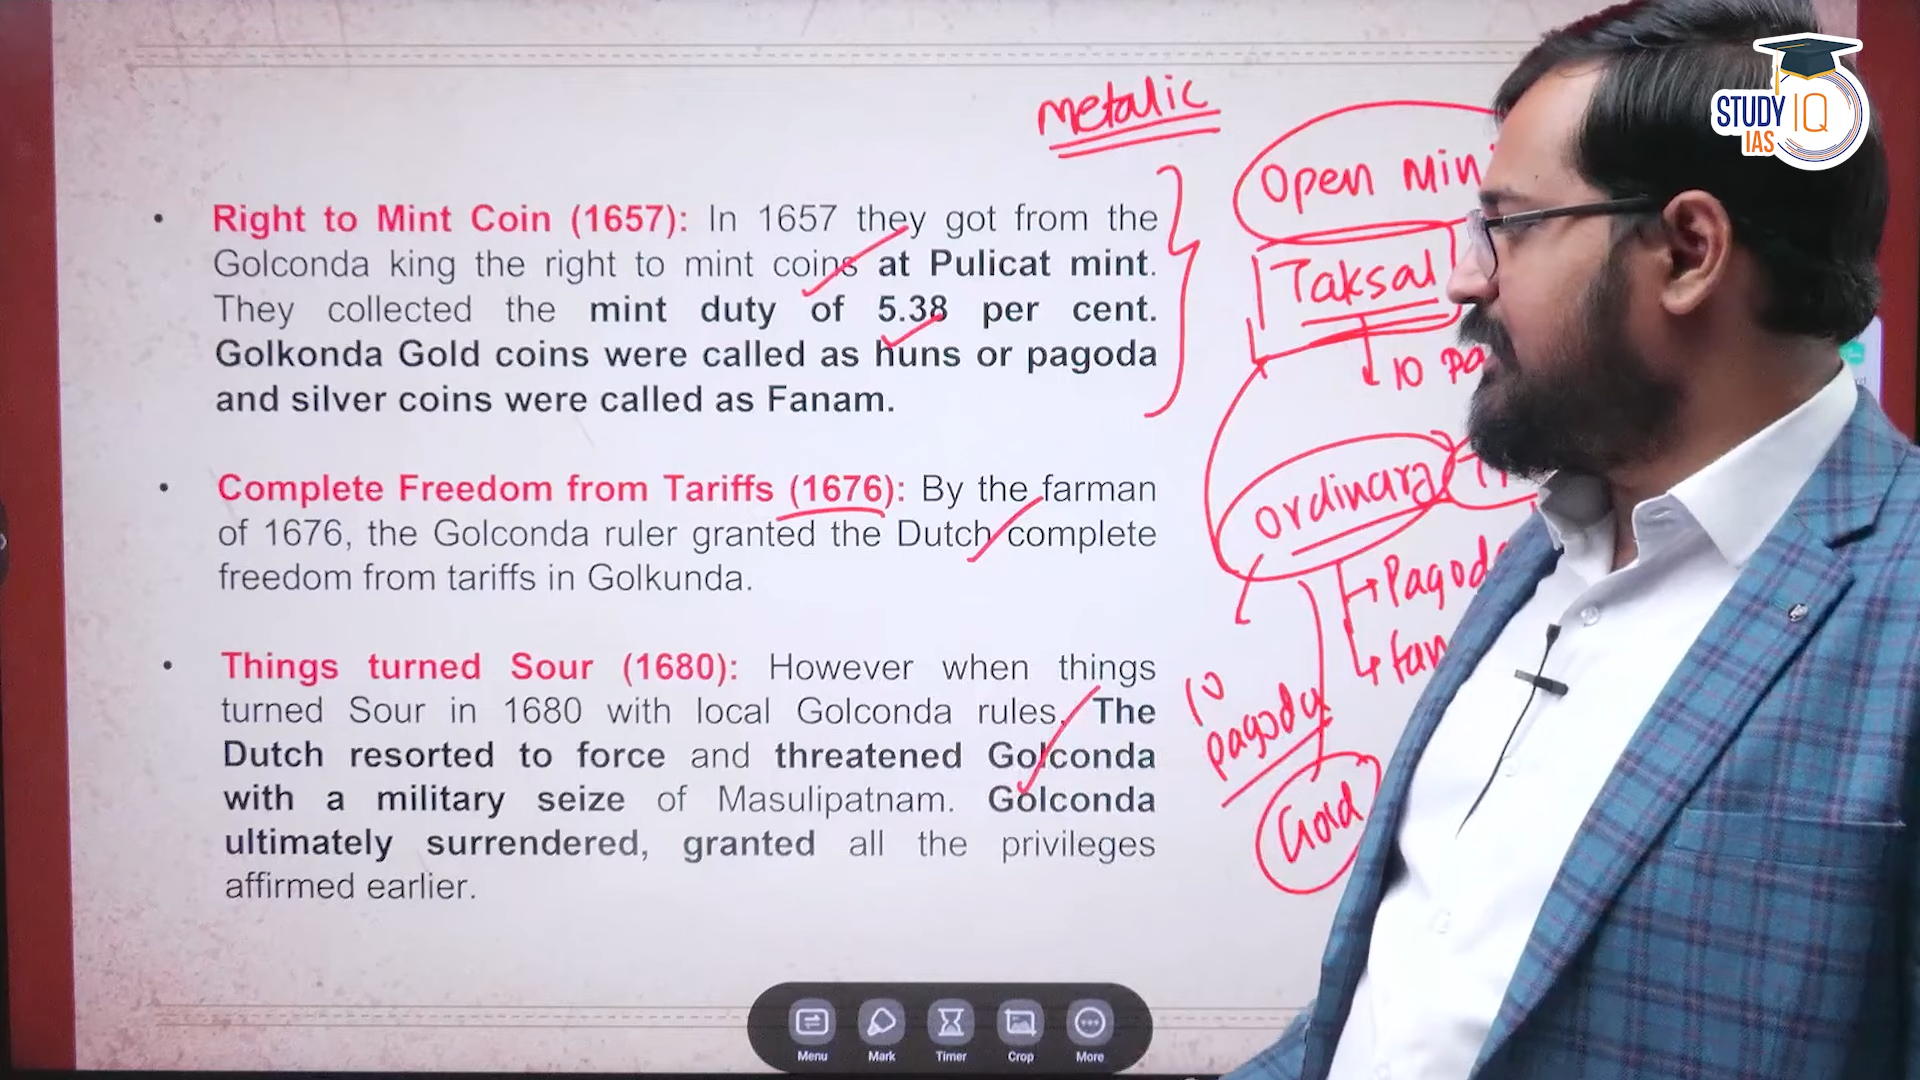 metalic
STUDY IQ
IAS
Open Min
• Right to Mint Coin (1657): In 1657 they got from the
Golconda king the right to mint coins at Pulicat mint.
They collected the mint duty of 5.38 per cent.
Golkonda Gold coins were called as huns or pagoda
and silver coins were called as Fanam.
Taksal
10 Pa
• Complete Freedom from Tariffs (1676): By the farman
of 1676, the Golconda ruler granted the Dutch complete
freedom from tariffs in Golkunda.
Pagod
fan
• Things turned Sour (1680): However when things
turned Sour in 1680 with local Golconda rules, The
Dutch resorted to force and threatened Golconda
with a military seize of Masulipatnam. Golconda
ultimately surrendered, granted all the privileges
affirmed earlier.
10
pagody
Gold
Menu
Mark
Timer
Crop
More